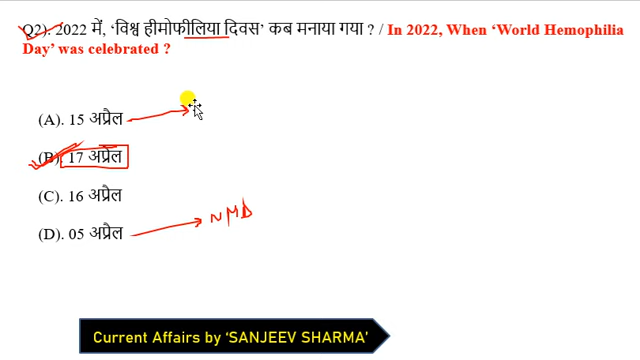 Q2). 2022 में, ‘विश्व हीमोफीलिया दिवस’ कब मनाया गया ? / In 2022, When ‘World Hemophilia
Day’ was celebrated ?
(A). 15 अप्रैल
(B). 17 अप्रैल
(C). 16 अप्रैल
(D). 05 अप्रैल
NMD
Current Affairs by ‘SANJEEV SHARMA’